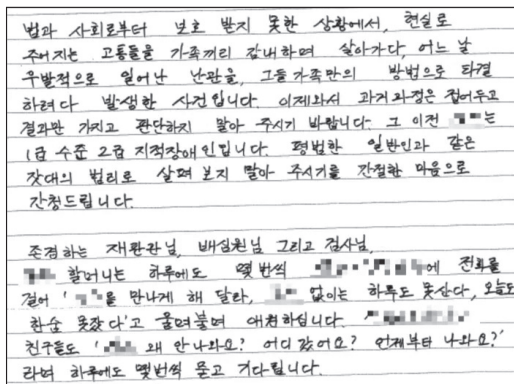 법과 사회로부터 보호 받지 못한 상황에서, 현실로
주어지는 고통들을 가족끼리 감내하며 살아가다, 어느 날
우발적으로 일어난 난관을, 그들 가족만의 방법으로 타결
하려다 발생한 사건입니다. 이제와서 과거과정은 접어두고
결과만 가지고 판단하지 말아 주시기 바랍니다. 그 이전 는
1급 수준 2급 지적장애인입니다. 평범한 일반인과 같은
잣대의 법리로 살펴 보지 말아 주시기를 간절한 마음으로
간청드립니다.
존경하는 재판관님, 배심원님 그리고 검사님,
할머니는 하루에도 몇번씩 에 전화를
걸어 ' 을 만나게 해 달라, 없이는 하루도 못산다, 오늘도
한숨 못잤다'고 울며불며 애원하십니다.
친구들도 ' 왜 안나와요? 어디 갔어요? 언제부터 나와요?'
라며 하루에도 몇번씩 묻고 기다립니다.